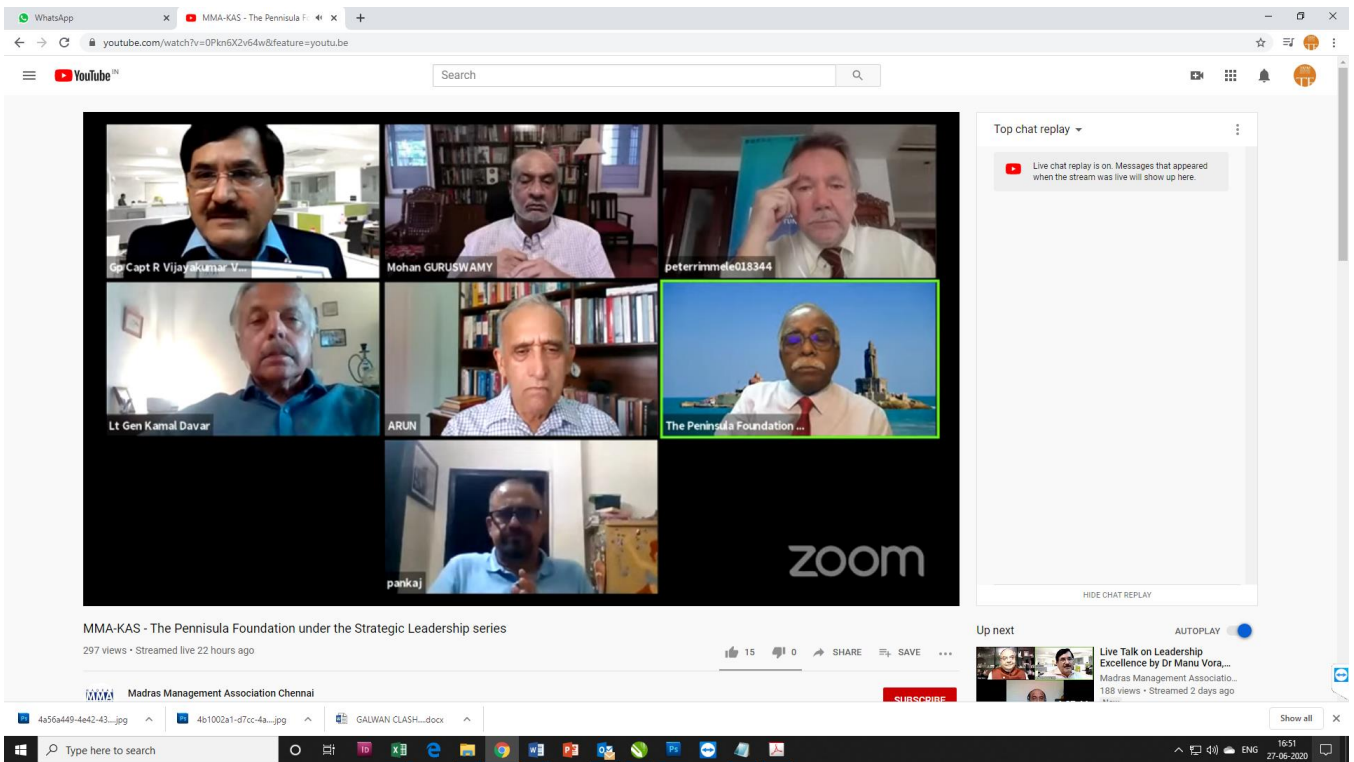 WhatsApp
MMA-KAS - The Pennisula Fo
youtube.com/watch?v=0Pkn6X2v64w&feature=youtu.be
YouTube IN
Search
TF
Gp Capt R Vijayakumar V...
Mohan GURUSWAMY
peterrimmele018344
Lt Gen Kamal Davar
ARUN
The Peninsula Foundation ...
pankaj
zoom
Top chat replay
Live chat replay is on. Messages that appeared
when the stream was live will show up here.
HIDE CHAT REPLAY
MMA-KAS - The Pennisula Foundation under the Strategic Leadership series
297 views • Streamed live 22 hours ago
15 0 SHARE SAVE ...
MMA
Madras Management Association Chennai
SUBSCRIBE
Up next
AUTOPLAY
Live Talk on Leadership
Excellence by Dr Manu Vora,...
Madras Management Associatio...
188 views • Streamed 2 days ago
New
4a56a449-4e42-43....jpg
4b1002a1-d7cc-4a....jpg
GALWAN CLASH....docx
Show all
Type here to search
ENG
16:51
27-06-2020